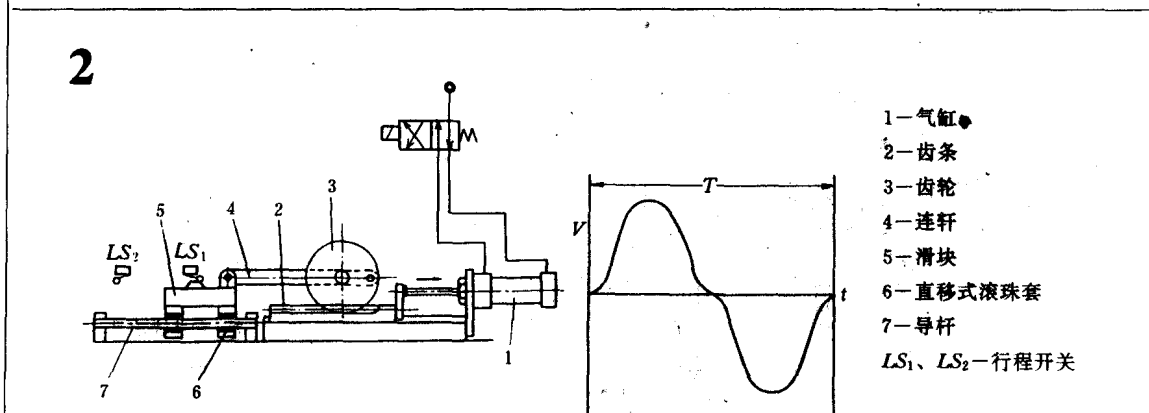 2
1—气缸
2—齿条
3—齿轮
4—连轩
5—滑块
6—直移式滚珠套
7—导杆
LS₁、LS₂—行程开关
LS₂
LS₁
5
4
2
3
1
7
6
T
V
t